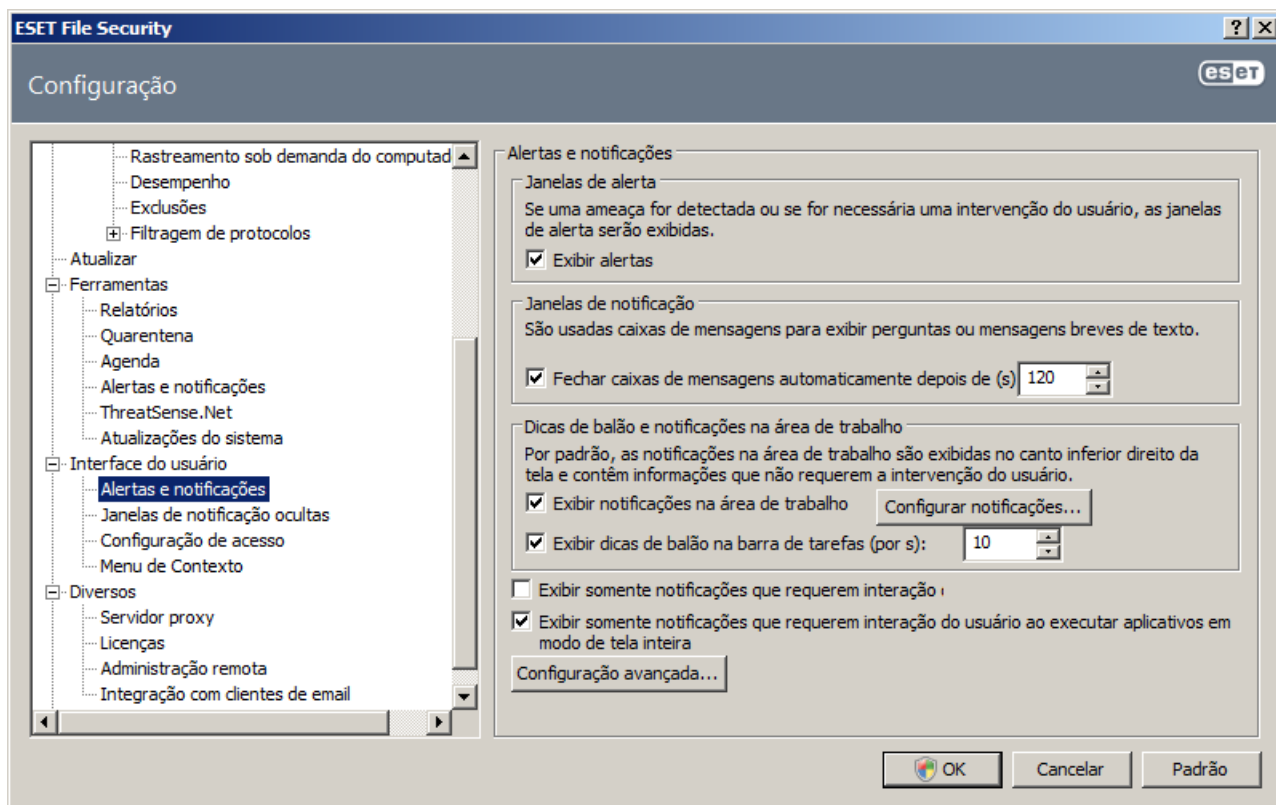 ESET File Security
Configuração
eset
Rastreamento sob demanda do computad
Desempenho
Exclusões
Filtragem de protocolos
Atualizar
Ferramentas
Relatórios
Quarentena
Agenda
Alertas e notificações
ThreatSense.Net
Atualizações do sistema
Interface do usuário
Alertas e notificações
Janelas de notificação ocultas
Configuração de acesso
Menu de Contexto
Diversos
Servidor proxy
Licenças
Administração remota
Integração com clientes de email
Alertas e notificações
Janelas de alerta
Se uma ameaça for detectada ou se for necessária uma intervenção do usuário, as janelas
de alerta serão exibidas.
Exibir alertas
Janelas de notificação
São usadas caixas de mensagens para exibir perguntas ou mensagens breves de texto.
Fechar caixas de mensagens automaticamente depois de (s) 120
Dicas de balão e notificações na área de trabalho
Por padrão, as notificações na área de trabalho são exibidas no canto inferior direito da
tela e contêm informações que não requerem a intervenção do usuário.
Exibir notificações na área de trabalho Configurar notificações...
Exibir dicas de balão na barra de tarefas (por s): 10
Exibir somente notificações que requerem interação
Exibir somente notificações que requerem interação do usuário ao executar aplicativos em
modo de tela inteira
Configuração avançada...
OK Cancelar Padrão